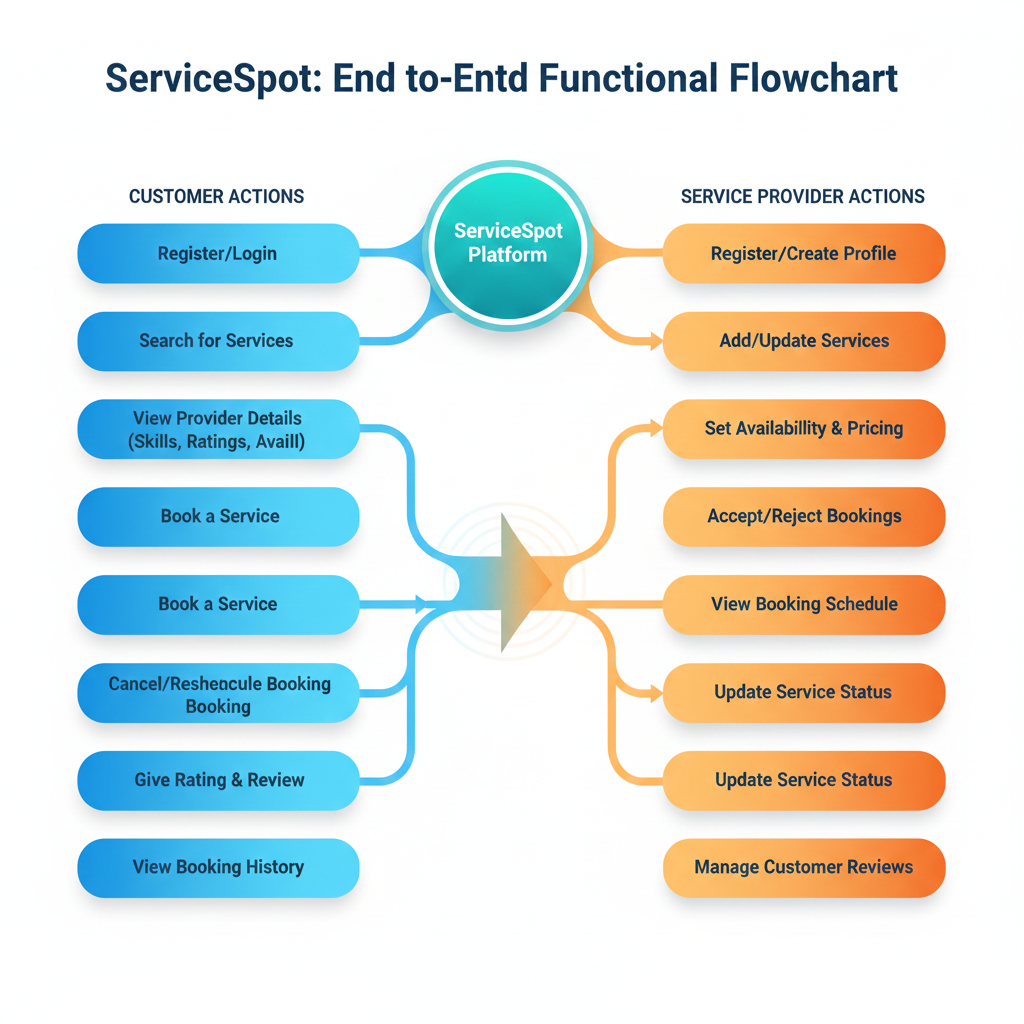 ServiceSpot: End to-Entd Functional Flowchart
CUSTOMER ACTIONS
Register/Login
Search for Services
View Provider Details
(Skills, Ratings, Availl)
Book a Service
Book a Service
Cancel/Reshencule Booking
Booking
Give Rating & Review
View Booking History
ServiceSpot
Platform
SERVICE PROVIDER ACTIONS
Register/Create Profile
Add/Update Services
Set Availabillity & Pricing
Accept/Reject Bookings
View Booking Schedule
Update Service Status
Update Service Status
Manage Customer Reviews